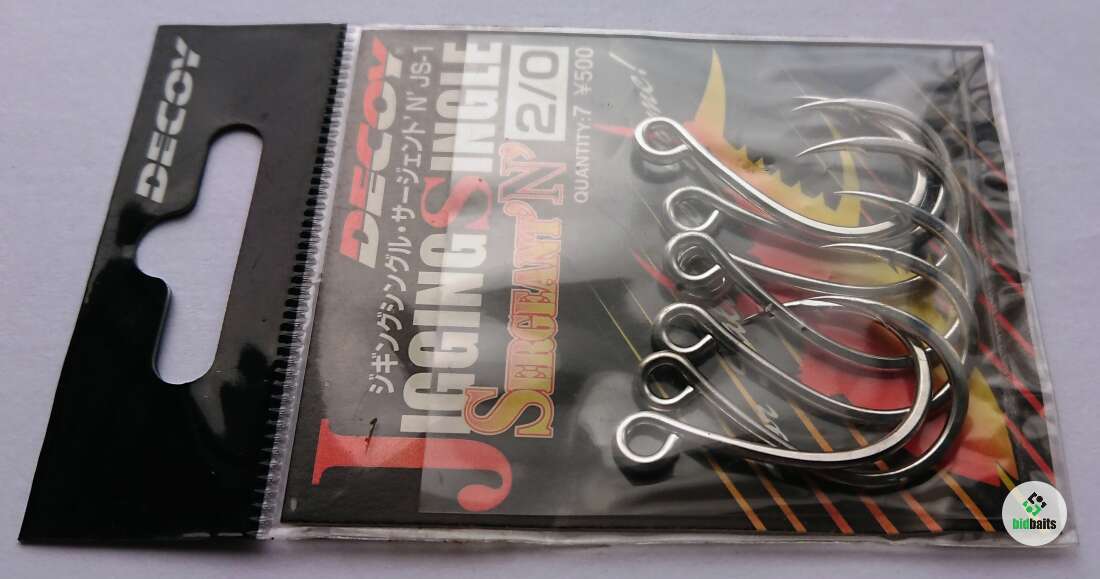 DECOY
DECOY
ジギングシングル・サージェンド'N' JS-1
JIGGING SINGLE
SERGEANT'N'
2/0
QUANTITY:7 ¥500
bidbaits